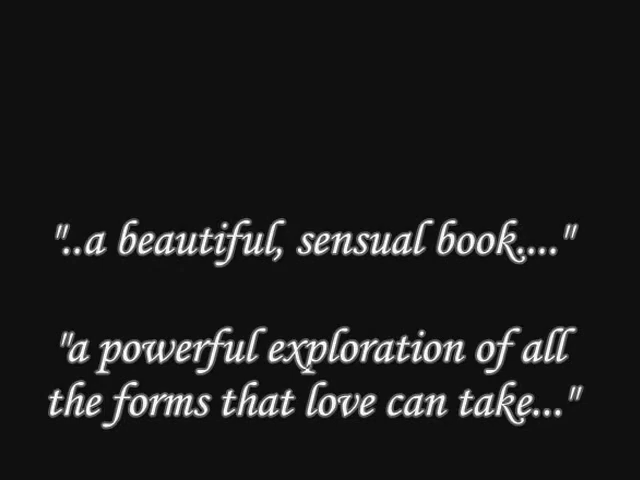 "..a beautiful, sensual book...."
"a powerful exploration of all
the forms that love can take..."